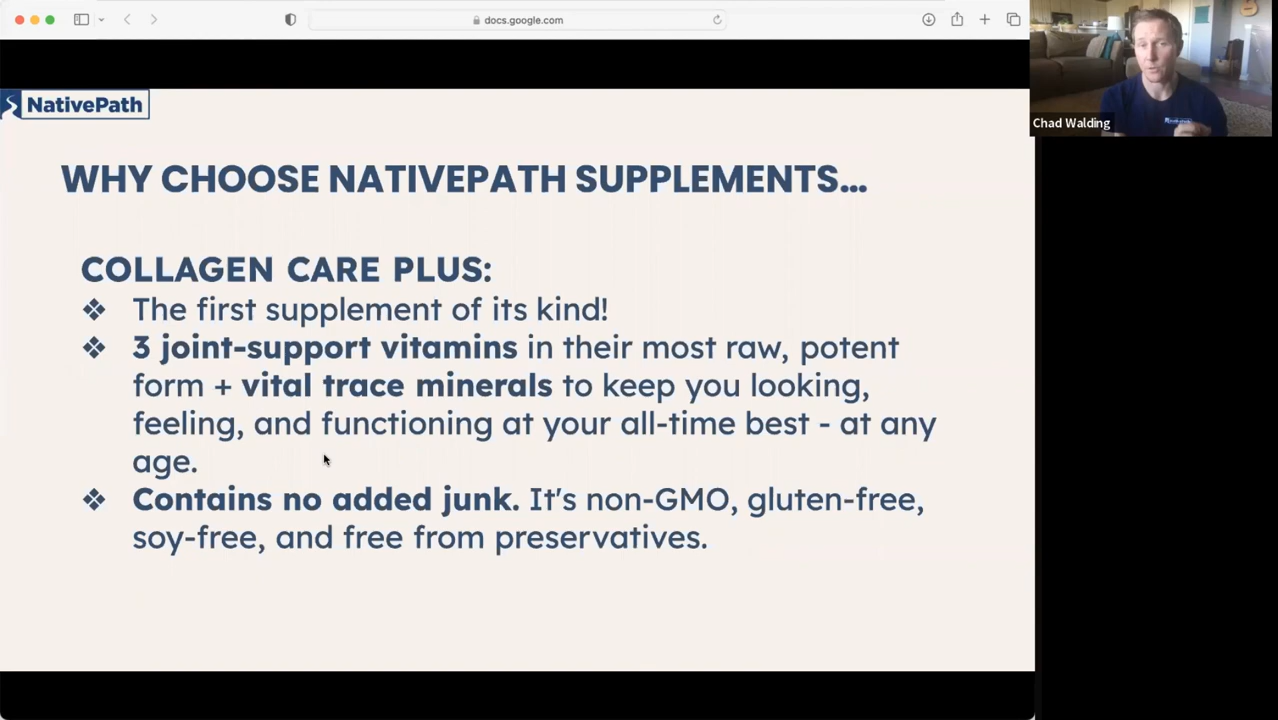 docs.google.com
Chad Walding
NativePath
WHY CHOOSE NATIVEPATH SUPPLEMENTS...
COLLAGEN CARE PLUS:
❖ The first supplement of its kind!
❖ 3 joint-support vitamins in their most raw, potent
form + vital trace minerals to keep you looking,
feeling, and functioning at your all-time best - at any
age.
❖ Contains no added junk. It's non-GMO, gluten-free,
soy-free, and free from preservatives.